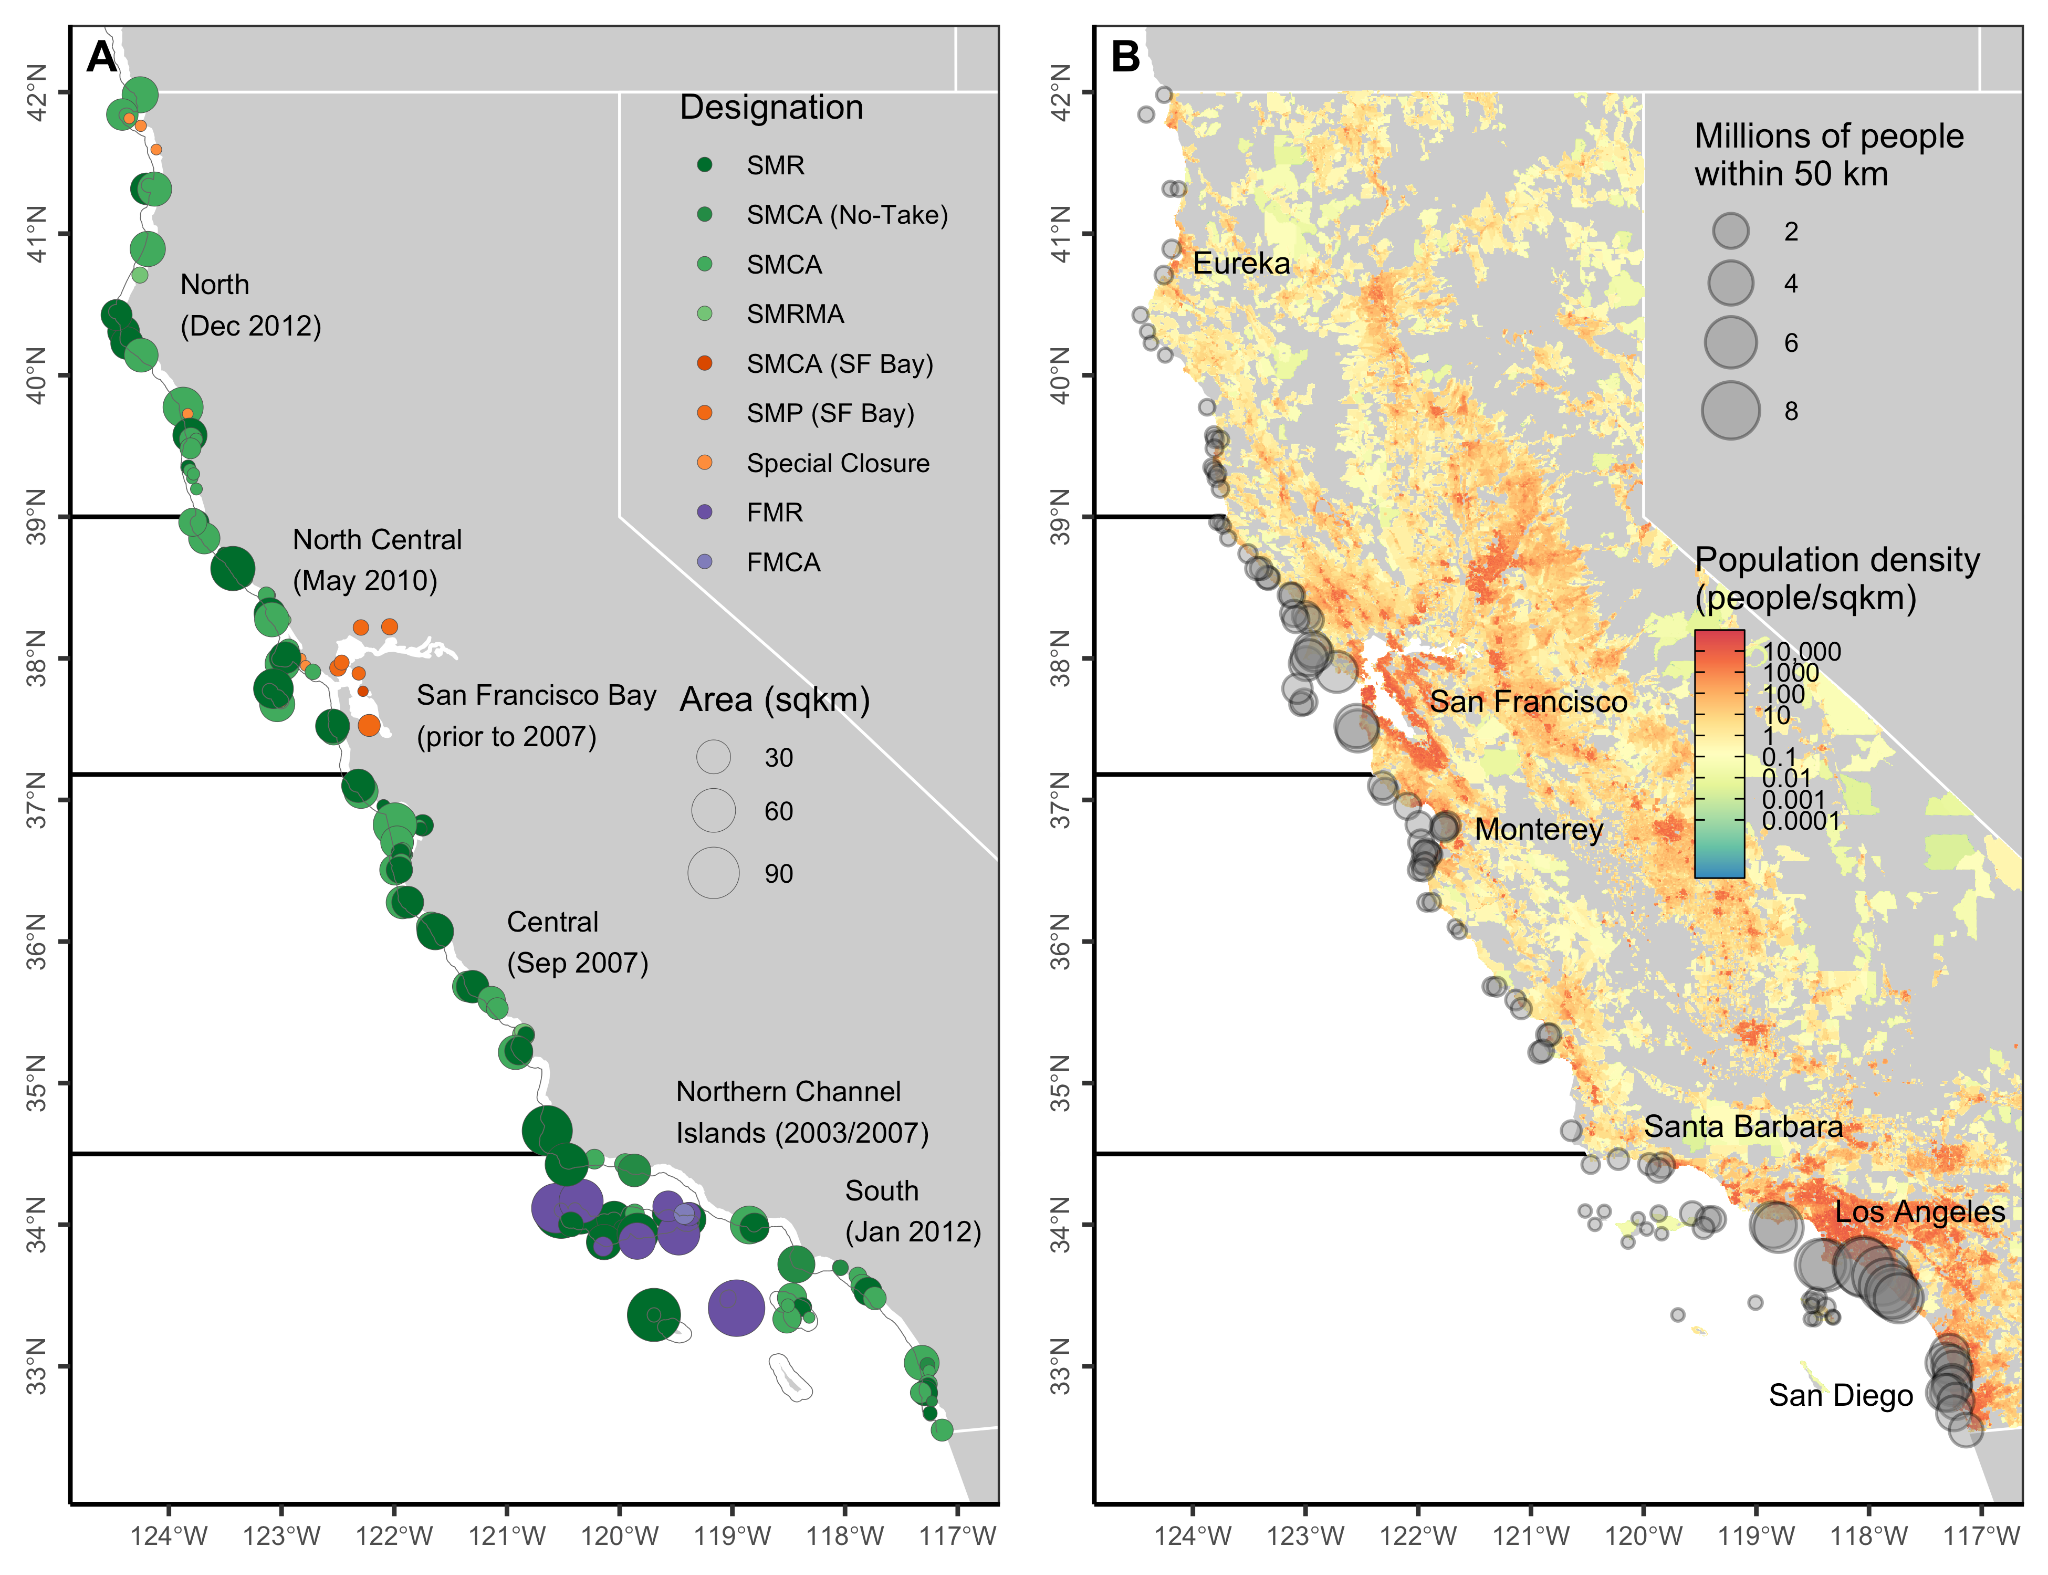 A
42°N
41°N
40°N
39°N
38°N
37°N
36°N
35°N
34°N
33°N
124°W
123°W
122°W
121°W
120°W
119°W
118°W
117°W
North
(Dec 2012)
North Central
(May 2010)
San Francisco Bay
(prior to 2007)
Central
(Sep 2007)
Northern Channel
Islands (2003/2007)
South
(Jan 2012)
Designation
SMR
SMCA (No-Take)
SMCA
SMRMA
SMCA (SF Bay)
SMP (SF Bay)
Special Closure
FMR
FMCA
Area (sqkm)
30
60
90
B
42°N
41°N
40°N
39°N
38°N
37°N
36°N
35°N
34°N
33°N
124°W
123°W
122°W
121°W
120°W
119°W
118°W
117°W
Eureka
San Francisco
Monterey
Santa Barbara
Los Angeles
San Diego
Millions of people
within 50 km
2
4
6
8
Population density
(people/sqkm)
10,000
1000
100
10
1
0.1
0.01
0.001
0.0001